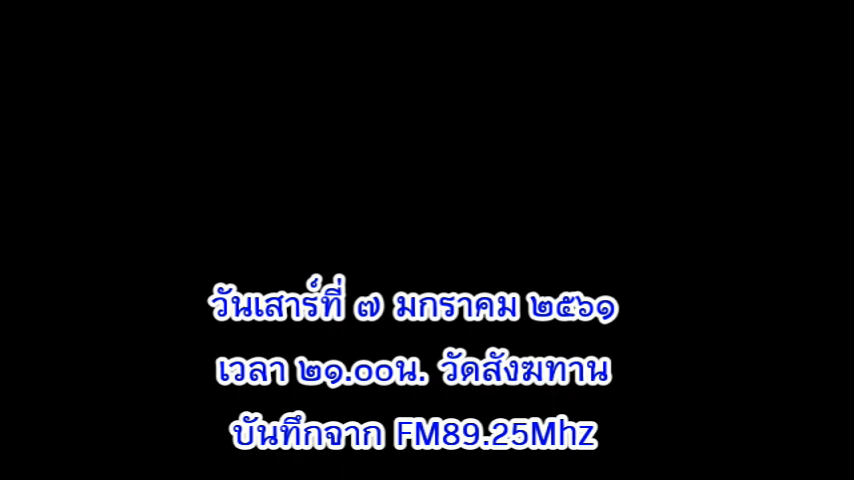 วันเสาร์ที่ ๗ มกราคม ๒๕๖๑
เวลา ๒๑.๐๐น. วัดสังฆทาน
บันทึกจาก FM89.25Mhz